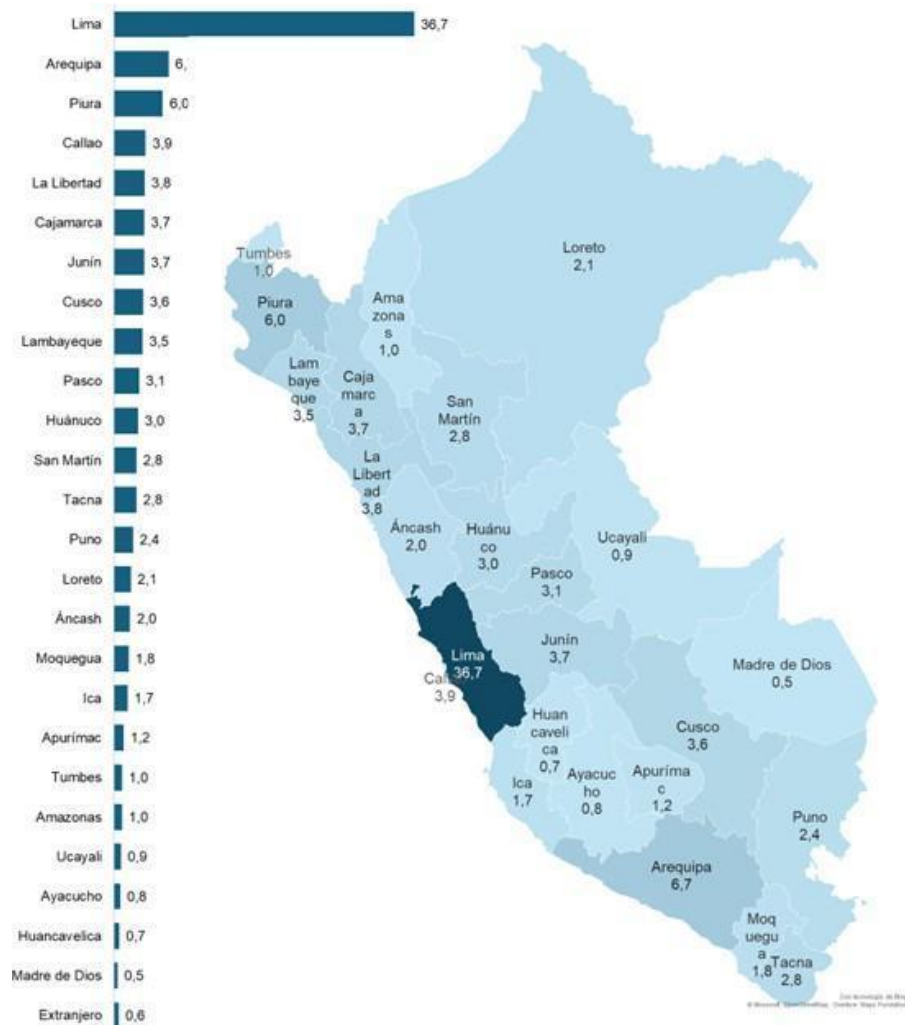 Lima 36,7
Arequipa 6,
Piura 6,0
Callao 3,9
La Libertad 3,8
Cajamarca 3,7
Junín 3,7
Cusco 3,6
Lambayeque 3,5
Pasco 3,1
Huánuco 3,0
San Martín 2,8
Tacna 2,8
Puno 2,4
Loreto 2,1
Áncash 2,0
Moquegua 1,8
Ica 1,7
Apurímac 1,2
Tumbes 1,0
Amazonas 1,0
Ucayali 0,9
Ayacucho 0,8
Huancavelica 0,7
Madre de Dios 0,5
Extranjero 0,6
Loreto
2,1
Tumbes
1,0
Piura
6,0
Ama
zona
s
1,0
Lam
baye
que
3,5
Caja
marc
a
3,7
San
Martín
2,8
La
Libert
ad
3,8
Áncash
2,0
Huánu
co
3,0
Ucayali
0,9
Pasco
3,1
Lima
36,7
Cal
3,9
Junín
3,7
Madre de Dios
0,5
Huan
caveli
ca
0,7
Cusco
3,6
Ica
1,7
Ayacu
cho
0,8
Apuríma
c
1,2
Puno
2,4
Arequipa
6,7
Moq
uegu
a
1,8
Tacna
2,8
Con tecnología de Bing